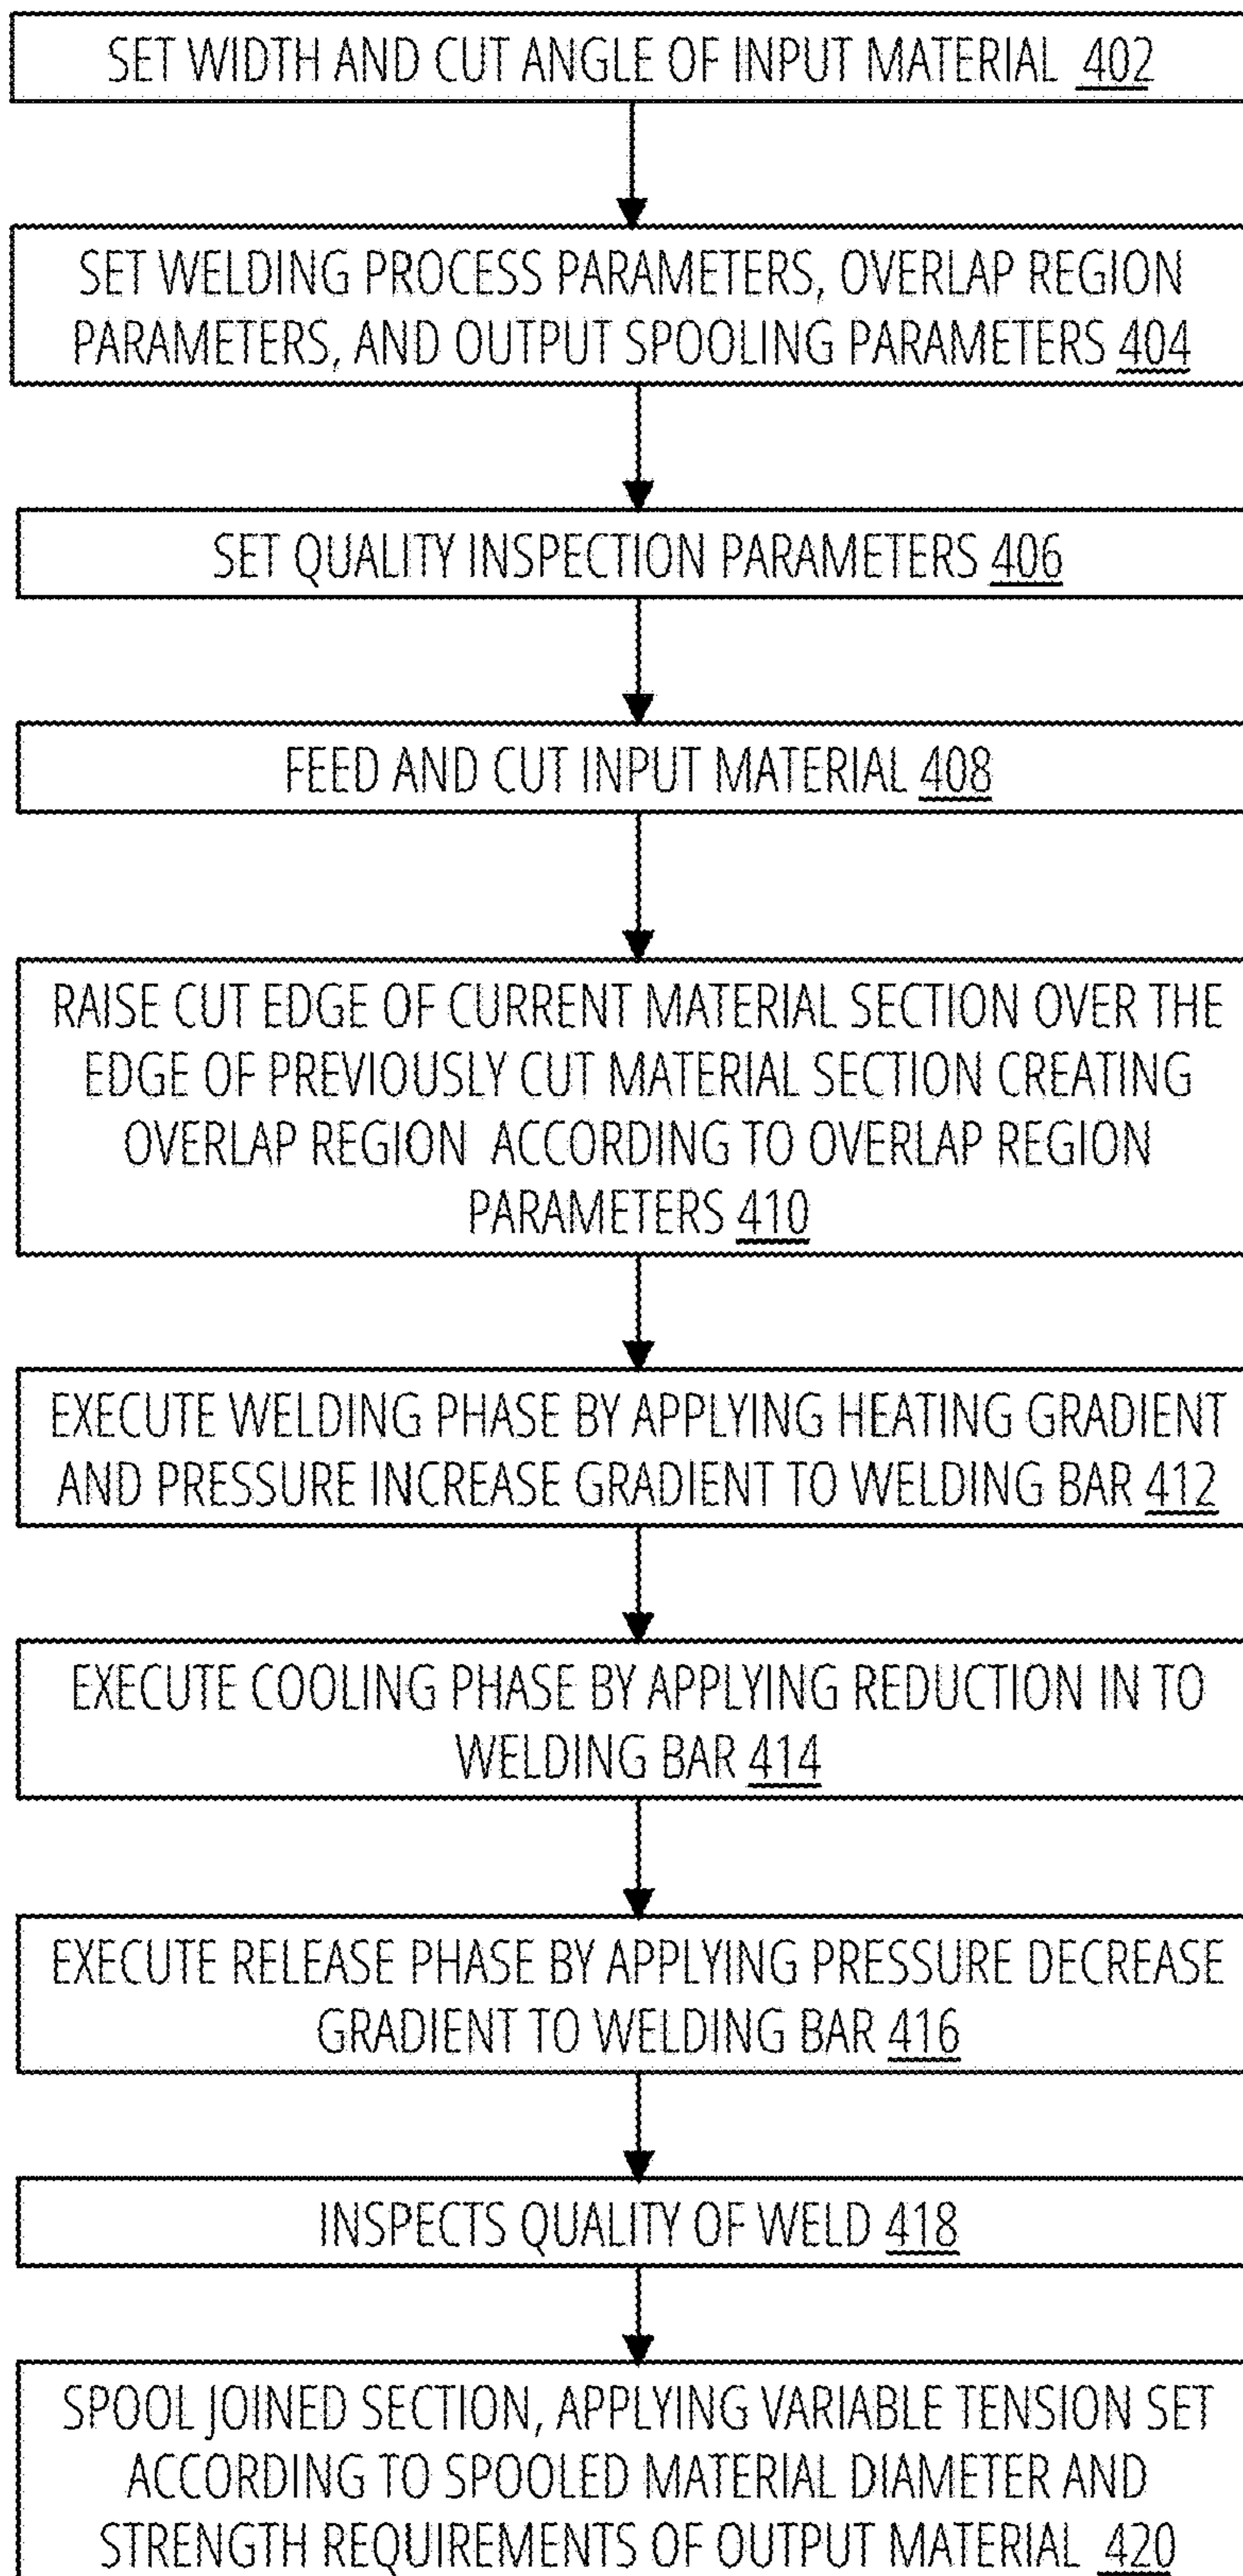 SET WIDTH AND CUT ANGLE OF INPUT MATERIAL 402
SET WELDING PROCESS PARAMETERS, OVERLAP REGION
PARAMETERS, AND OUTPUT SPOOLING PARAMETERS 404
SET QUALITY INSPECTION PARAMETERS 406
FEED AND CUT INPUT MATERIAL 408
RAISE CUT EDGE OF CURRENT MATERIAL SECTION OVER THE
EDGE OF PREVIOUSLY CUT MATERIAL SECTION CREATING
OVERLAP REGION ACCORDING TO OVERLAP REGION
PARAMETERS 410
EXECUTE WELDING PHASE BY APPLYING HEATING GRADIENT
AND PRESSURE INCREASE GRADIENT TO WELDING BAR 412
EXECUTE COOLING PHASE BY APPLYING REDUCTION IN TO
WELDING BAR 414
EXECUTE RELEASE PHASE BY APPLYING PRESSURE DECREASE
GRADIENT TO WELDING BAR 416
INSPECTS QUALITY OF WELD 418
SPOOL JOINED SECTION, APPLYING VARIABLE TENSION SET
ACCORDING TO SPOOLED MATERIAL DIAMETER AND
STRENGTH REQUIREMENTS OF OUTPUT MATERIAL 420